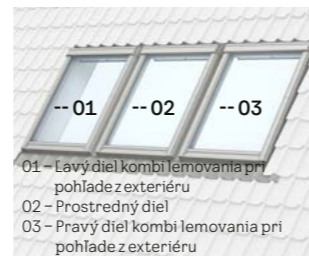 -- 01 -- 02 -- 03
01 – Ľavý diel kombi lemovania pri
pohľade z exteriéru
02 – Prostredný diel
03 – Pravý diel kombi lemovania pri
pohľade z exteriéru